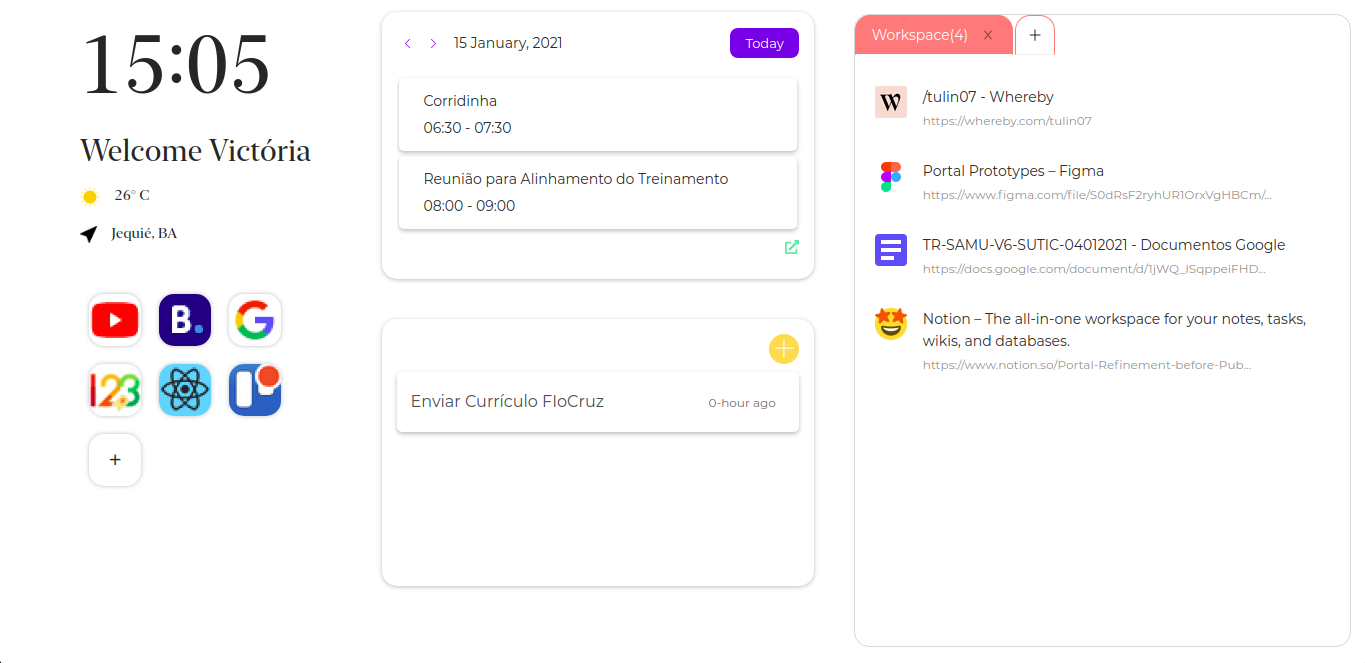 15:05
Welcome Victória
26° C
Jequié, BA
B.
G
123
+
15 January, 2021
Today
Corridinha
06:30 - 07:30
Reunião para Alinhamento do Treinamento
08:00 - 09:00
Enviar Currículo FIoCruz
0-hour ago
Workspace(4) X
+
W
/tulin07 - Whereby
https://whereby.com/tulin07
Portal Prototypes – Figma
https://www.figma.com/file/S0dRsF2ryhUR1OrxVgHBCm/...
TR-SAMU-V6-SUTIC-04012021 - Documentos Google
https://docs.google.com/document/d/1jWQ_ISqppeiFHD...
Notion – The all-in-one workspace for your notes, tasks,
wikis, and databases.
https://www.notion.so/Portal-Refinement-before-Pub...